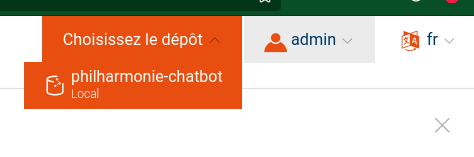 Choisissez le dépôt
admin
fr
philharmonie-chatbot
Local